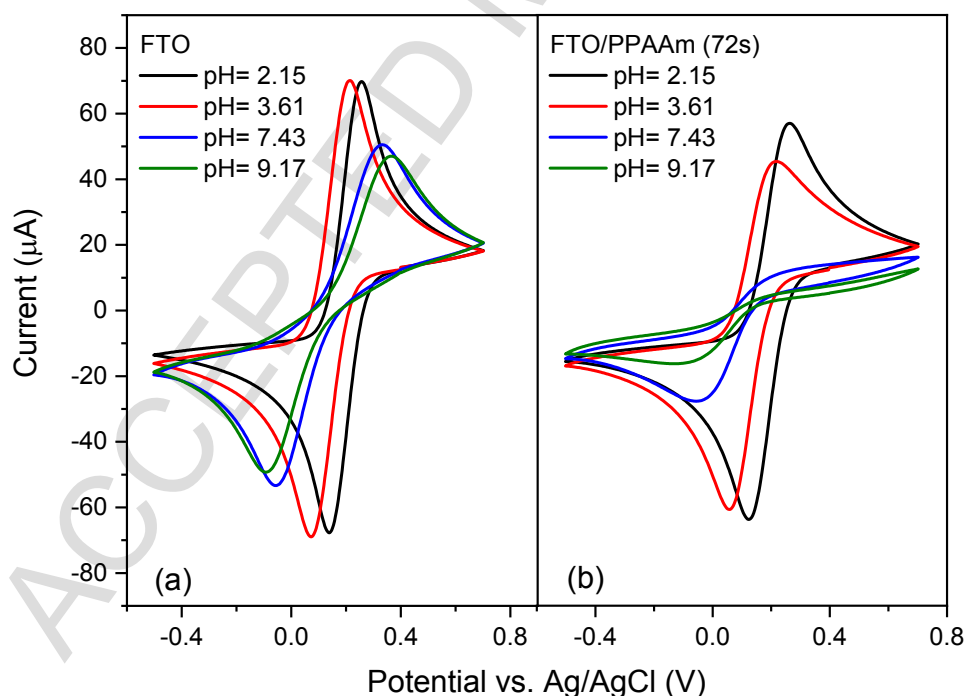 80
60
40
20
0
-20
-40
-60
-80
Current (µA)
FTO
pH= 2.15
pH= 3.61
pH= 7.43
pH= 9.17
(a)
FTO/PPAAm (72s)
pH= 2.15
pH= 3.61
pH= 7.43
pH= 9.17
(b)
-0.4 0.0 0.4 -0.4 0.0 0.4 0.8
Potential vs. Ag/AgCl (V)
ACCEPTED